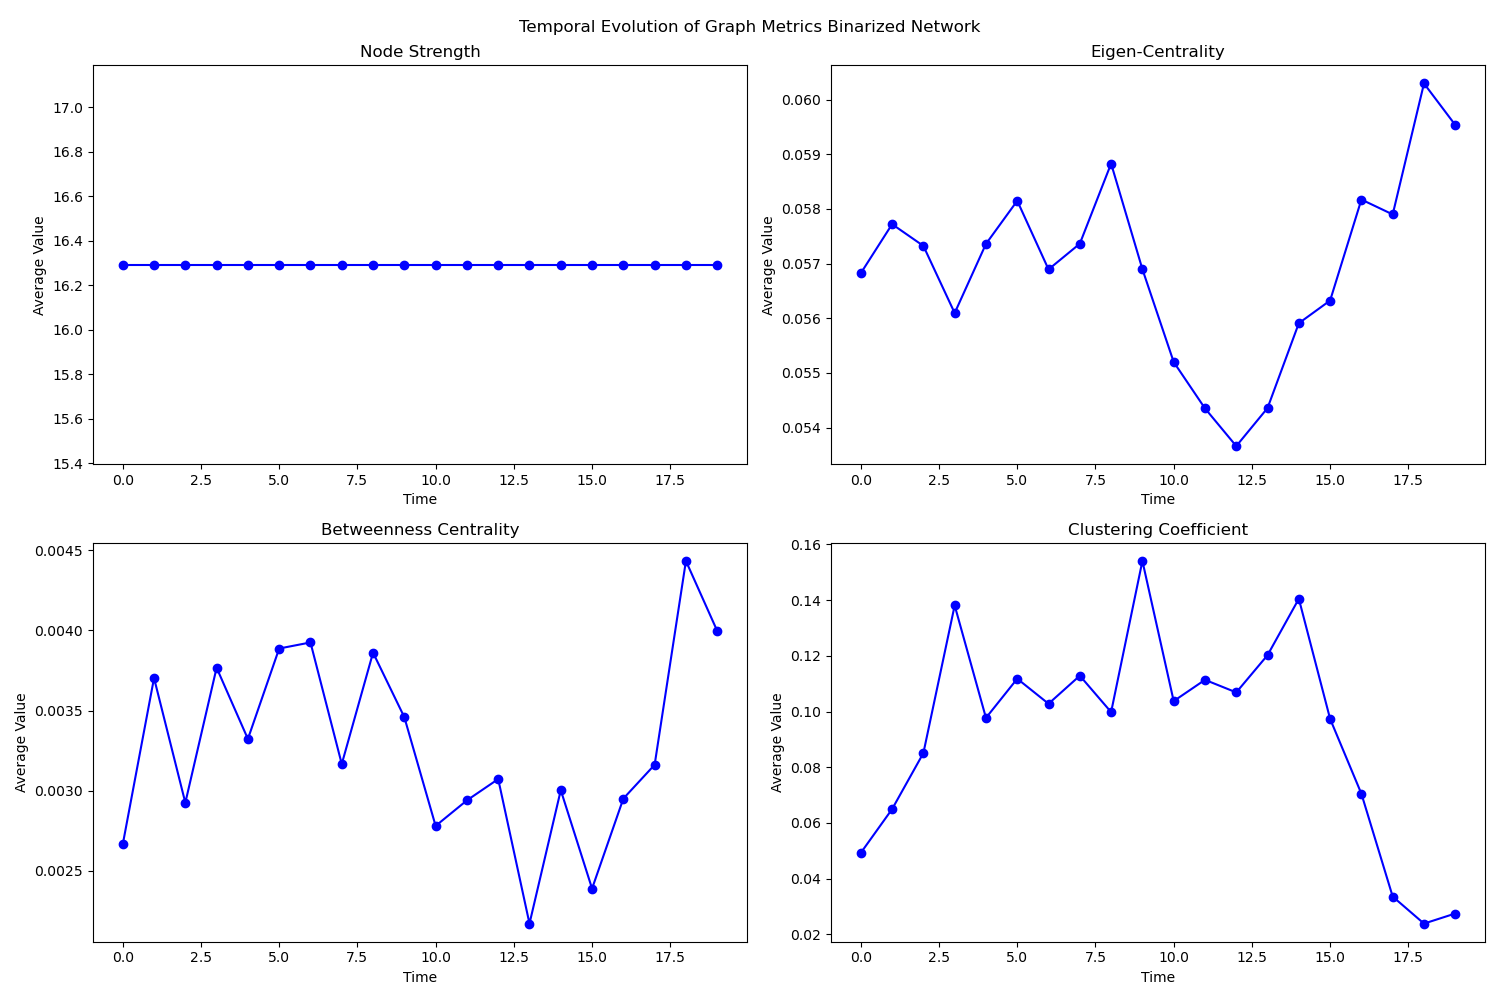 Temporal Evolution of Graph Metrics Binarized Network
Node Strength
17.0
16.8
16.6
16.4
16.2
16.0
15.8
15.6
15.4
Average Value
0.0 2.5 5.0 7.5 10.0 12.5 15.0 17.5
Time
Eigen-Centrality
0.060
0.059
0.058
0.057
0.056
0.055
0.054
Average Value
0.0 2.5 5.0 7.5 10.0 12.5 15.0 17.5
Time
Betweenness Centrality
0.0045
0.0040
0.0035
0.0030
0.0025
Average Value
0.0 2.5 5.0 7.5 10.0 12.5 15.0 17.5
Time
Clustering Coefficient
0.16
0.14
0.12
0.10
0.08
0.06
0.04
0.02
Average Value
0.0 2.5 5.0 7.5 10.0 12.5 15.0 17.5
Time